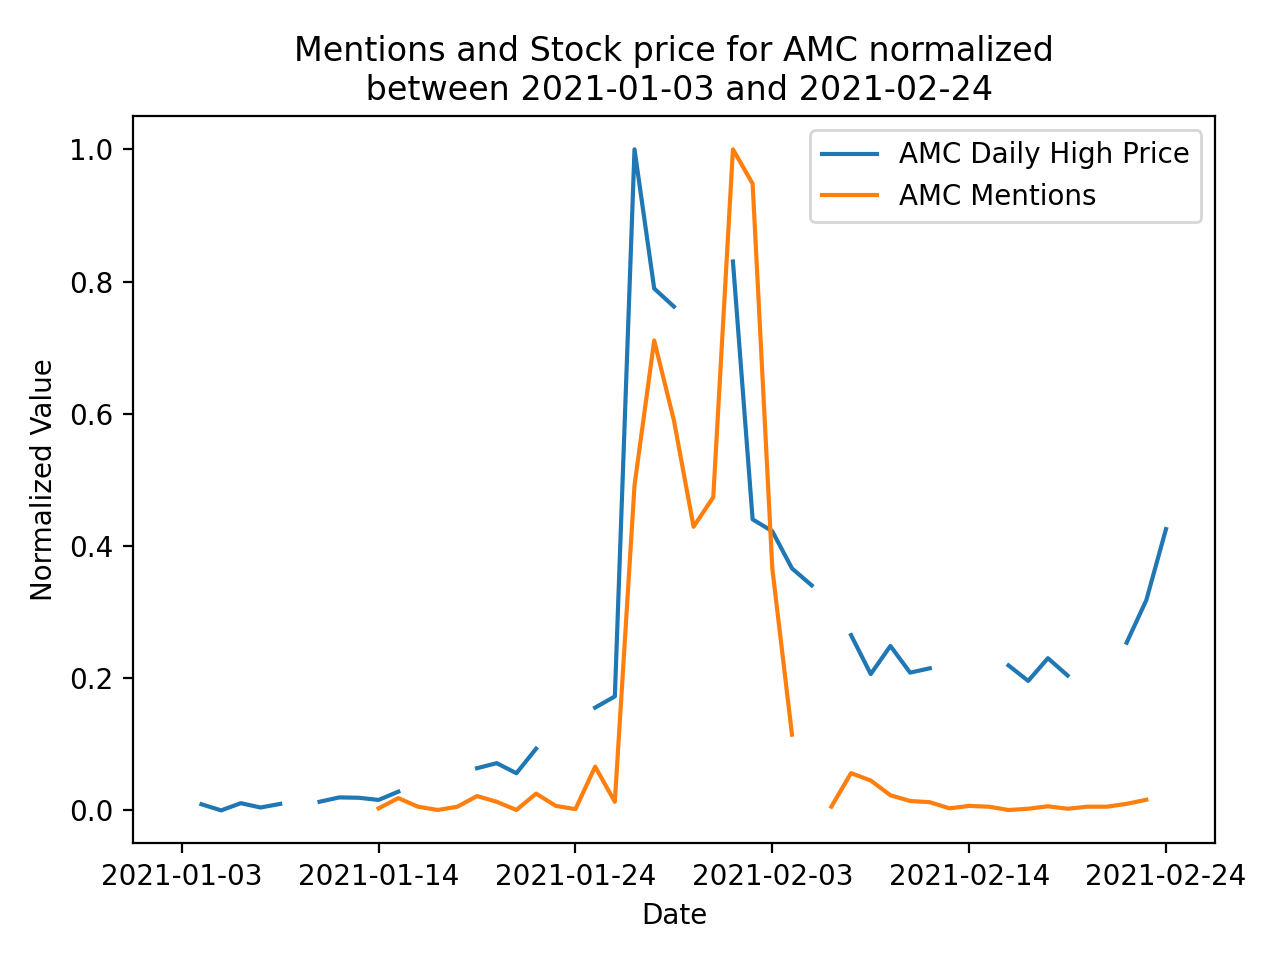 Mentions and Stock price for AMC normalized
between 2021-01-03 and 2021-02-24
AMC Daily High Price
AMC Mentions
Normalized Value
1.0
0.8
0.6
0.4
0.2
0.0
2021-01-03 2021-01-14 2021-01-24 2021-02-03 2021-02-14 2021-02-24
Date